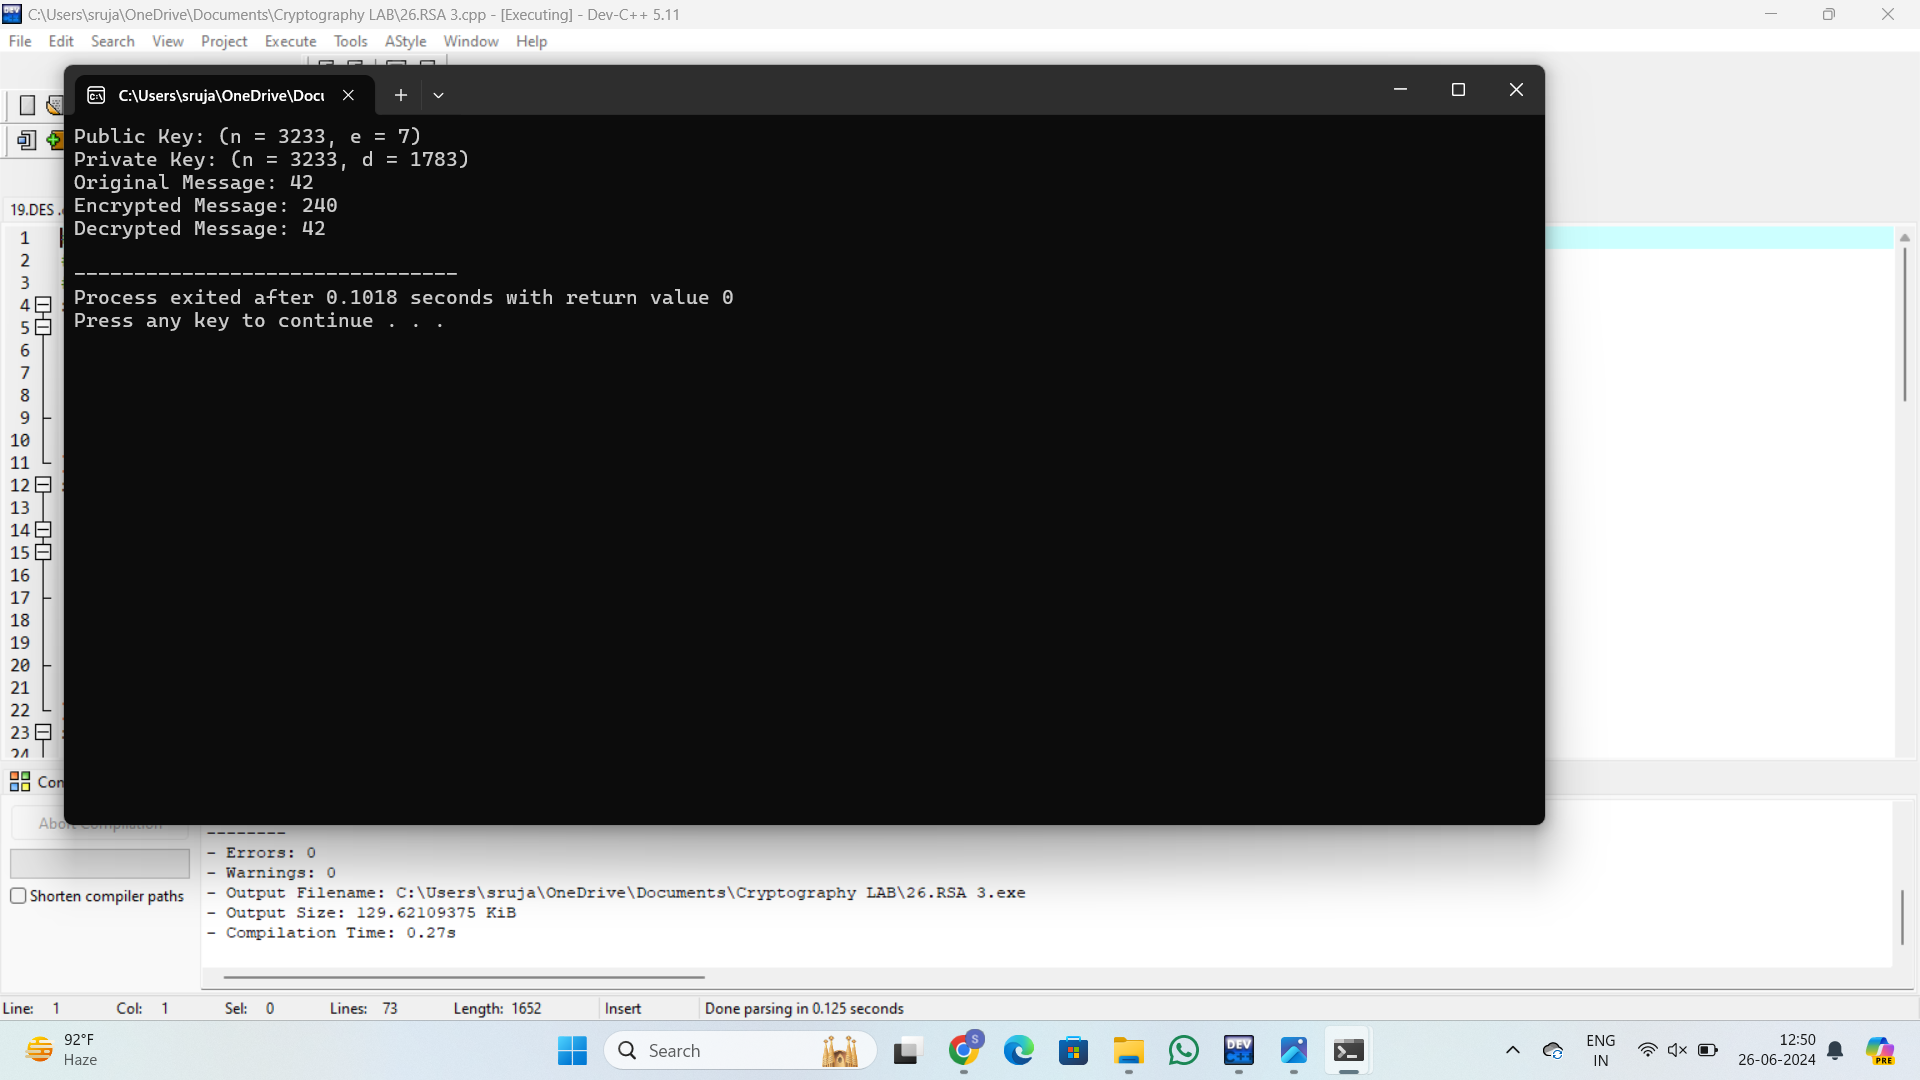 C:\Users\sruja\OneDrive\Documents\Cryptography LAB\26.RSA 3.cpp - [Executing] - Dev-C++ 5.11
File Edit Search View Project Execute Tools AStyle Window Help
C:\Users\sruja\OneDrive\Docu
Public Key: (n = 3233, e = 7)
Private Key: (n = 3233, d = 1783)
Original Message: 42
Encrypted Message: 240
Decrypted Message: 42
--------------------------------
Process exited after 0.1018 seconds with return value 0
Press any key to continue . . .
19.DES .
1
2
3
4
5
6
7
8
9
10
11
12
13
14
15
16
17
18
19
20
21
22
23
24
Con
Abort Compilation
Shorten compiler paths
--------
- Errors: 0
- Warnings: 0
- Output Filename: C:\Users\sruja\OneDrive\Documents\Cryptography LAB\26.RSA 3.exe
- Output Size: 129.62109375 KiB
- Compilation Time: 0.27s
Line: 1 Col: 1 Sel: 0 Lines: 73 Length: 1652 Insert Done parsing in 0.125 seconds
92°F
Haze
Search
S
DEV
C++
ENG
IN
12:50
26-06-2024
PRE